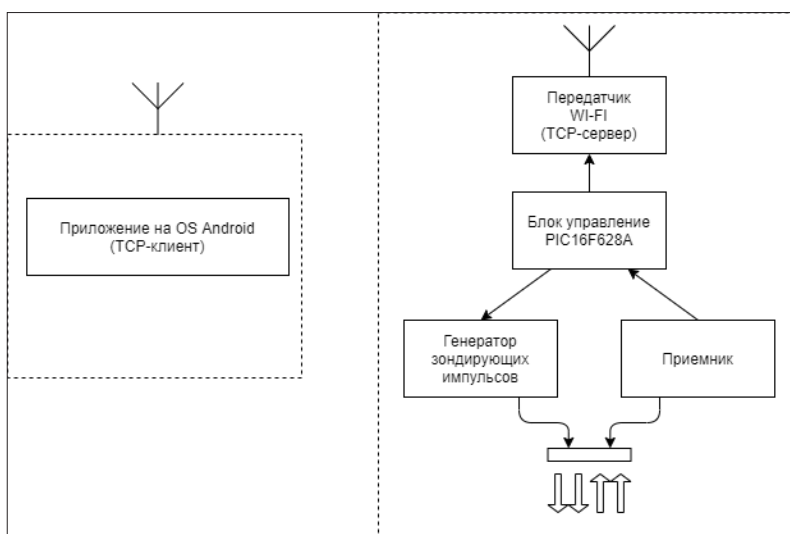 Приложение на OS Android
(TCP-клиент)
Передатчик
WI-FI
(TCP-сервер)
Блок управление
PIC16F628A
Генератор
зондирующих
импульсов
Приемник